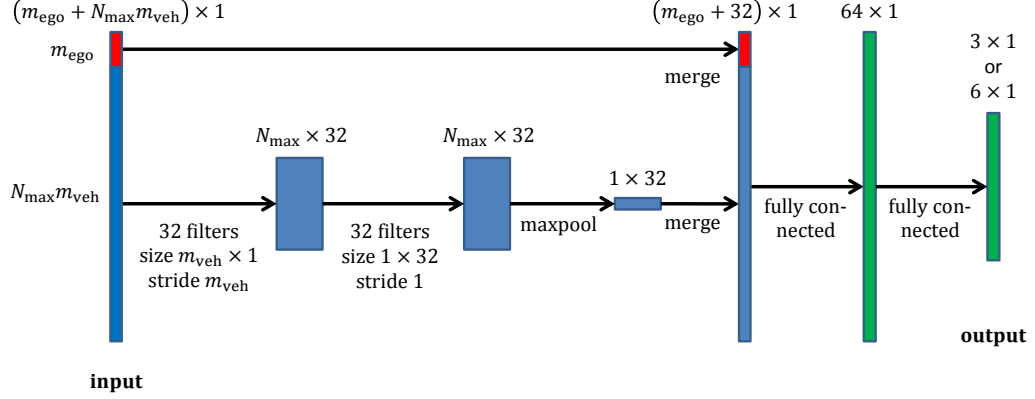 (m_ego + N_max m_veh) × 1
(m_ego + 32) × 1
64 × 1
3 × 1
or
6 × 1
m_ego
merge
N_max × 32
N_max × 32
1 × 32
N_max m_veh
32 filters
size m_veh × 1
stride m_veh
32 filters
size 1 × 32
stride 1
maxpool
merge
fully con-
nected
fully con-
nected
output
input